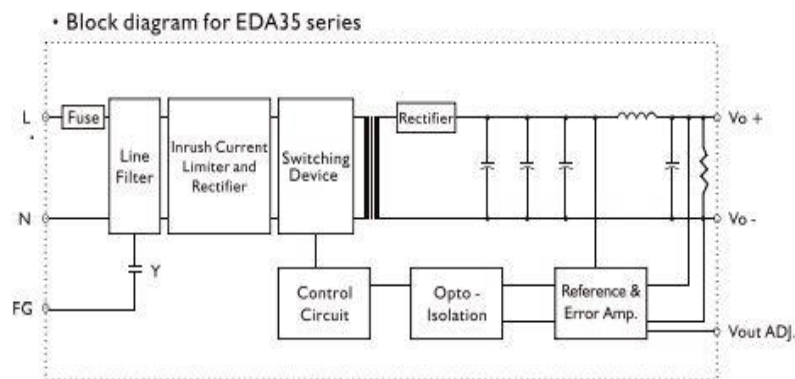 • Block diagram for EDA35 series
L
Fuse
Line
Filter
Inrush Current
Limiter and
Rectifier
Switching
Device
Rectifier
Vo +
N
Vo -
Y
FG
Control
Circuit
Opto -
Isolation
Reference &
Error Amp.
Vout ADJ.